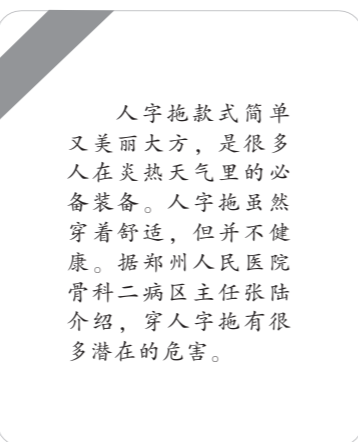 人字拖款式简单
又美丽大方，是很多
人在炎热天气里的必
备装备。人字拖虽然
穿着舒适，但并不健
康。据郑州人民医院
骨科二病区主任张陆
介绍，穿人字拖有很
多潜在的危害。